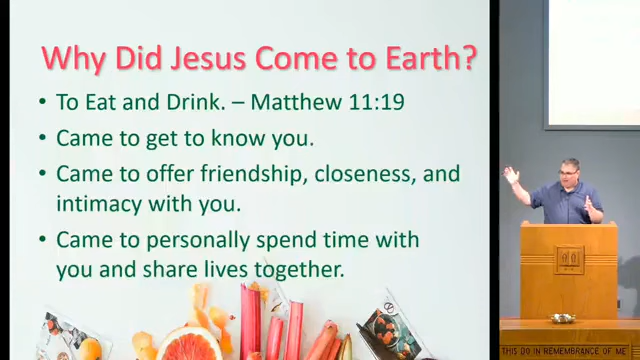 Why Did Jesus Come to Earth?
• To Eat and Drink. – Matthew 11:19
• Came to get to know you.
• Came to offer friendship, closeness, and
intimacy with you.
• Came to personally spend time with
you and share lives together.
THIS DO IN REMEMBRANCE OF ME